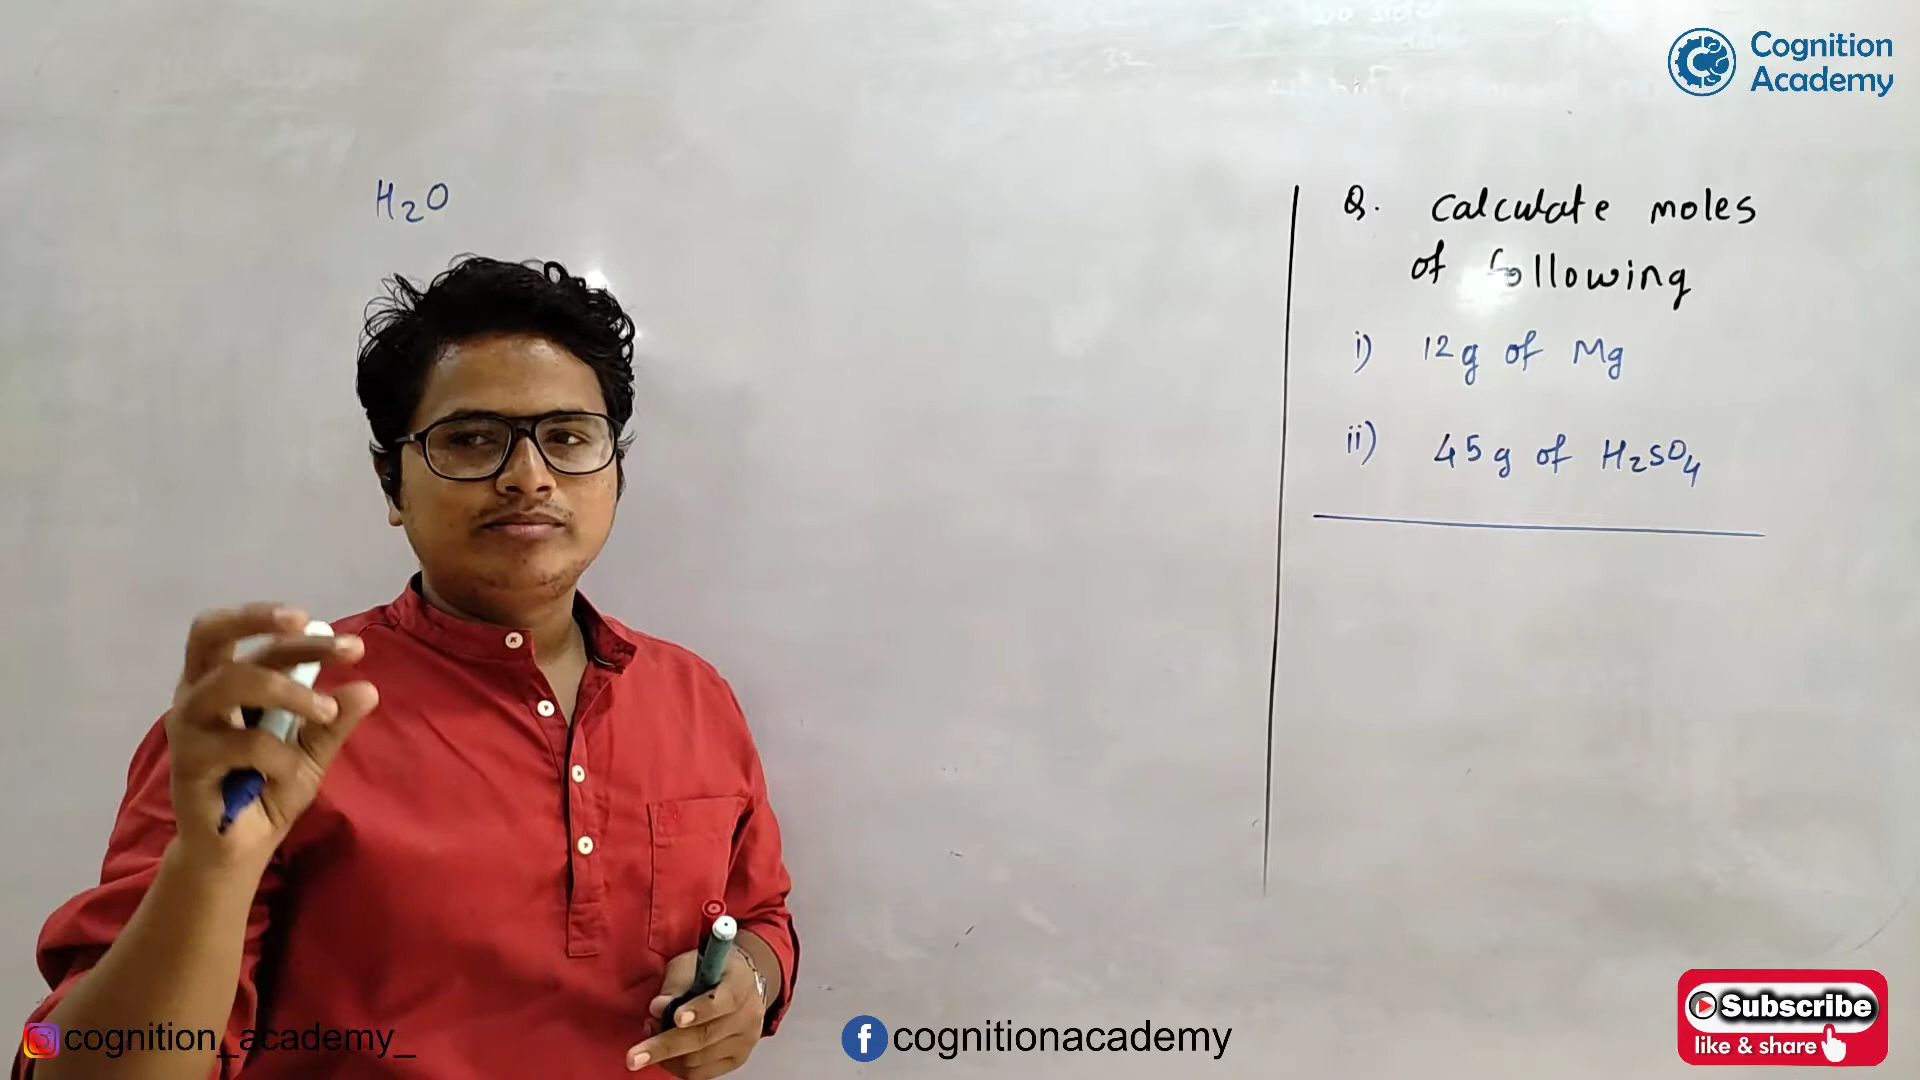 Cognition
Academy
H2O
Q. Calculate moles
of following
i) 12g of Mg
ii) 45g of H2SO4
cognition_academy_
cognitionacademy
Subscribe
like & share